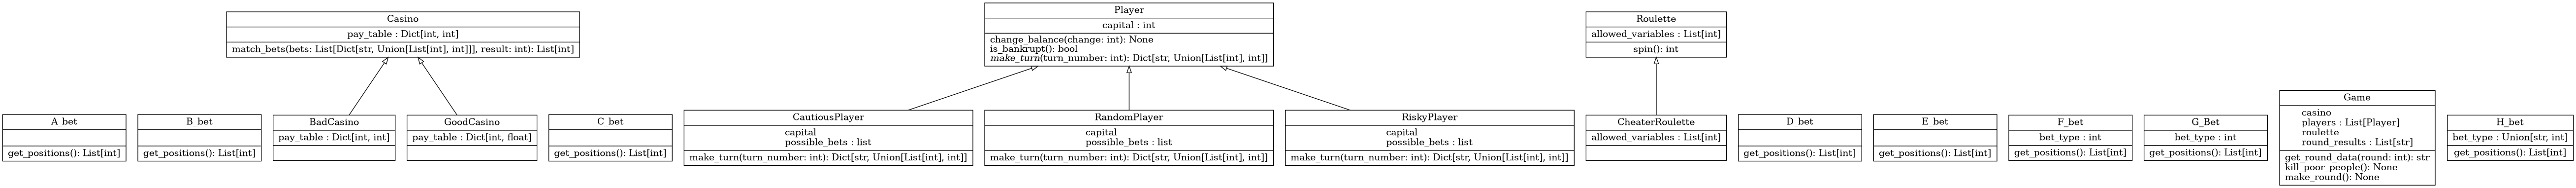 Casino
pay_table : Dict[int, int]
match_bets(bets: List[Dict[str, Union[List[int], int]]], result: int): List[int]
Player
capital : int
change_balance(change: int): None
is_bankrupt(): bool
make_turn(turn_number: int): Dict[str, Union[List[int], int]]
Roulette
allowed_variables : List[int]
spin(): int
A_bet
get_positions(): List[int]
B_bet
get_positions(): List[int]
BadCasino
pay_table : Dict[int, int]
GoodCasino
pay_table : Dict[int, float]
C_bet
get_positions(): List[int]
CautiousPlayer
capital
possible_bets : list
make_turn(turn_number: int): Dict[str, Union[List[int], int]]
RandomPlayer
capital
possible_bets : list
make_turn(turn_number: int): Dict[str, Union[List[int], int]]
RiskyPlayer
capital
possible_bets : list
make_turn(turn_number: int): Dict[str, Union[List[int], int]]
CheaterRoulette
allowed_variables : List[int]
D_bet
get_positions(): List[int]
E_bet
get_positions(): List[int]
F_bet
bet_type : int
get_positions(): List[int]
G_Bet
bet_type : int
get_positions(): List[int]
Game
casino
players : List[Player]
roulette
round_results : List[str]
get_round_data(round: int): str
kill_poor_people(): None
make_round(): None
H_bet
bet_type : Union[str, int]
get_positions(): List[int]